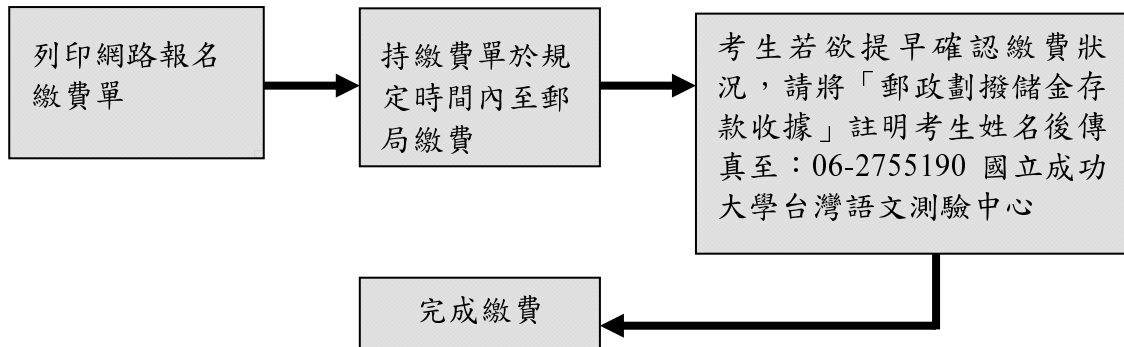 列印網路報名
繳費單
持繳費單於規
定時間內至郵
局繳費
考生若欲提早確認繳費狀
況，請將「郵政劃撥儲金存
款收據」註明考生姓名後傳
真至：06-2755190 國立成功
大學台灣語文測驗中心
完成繳費